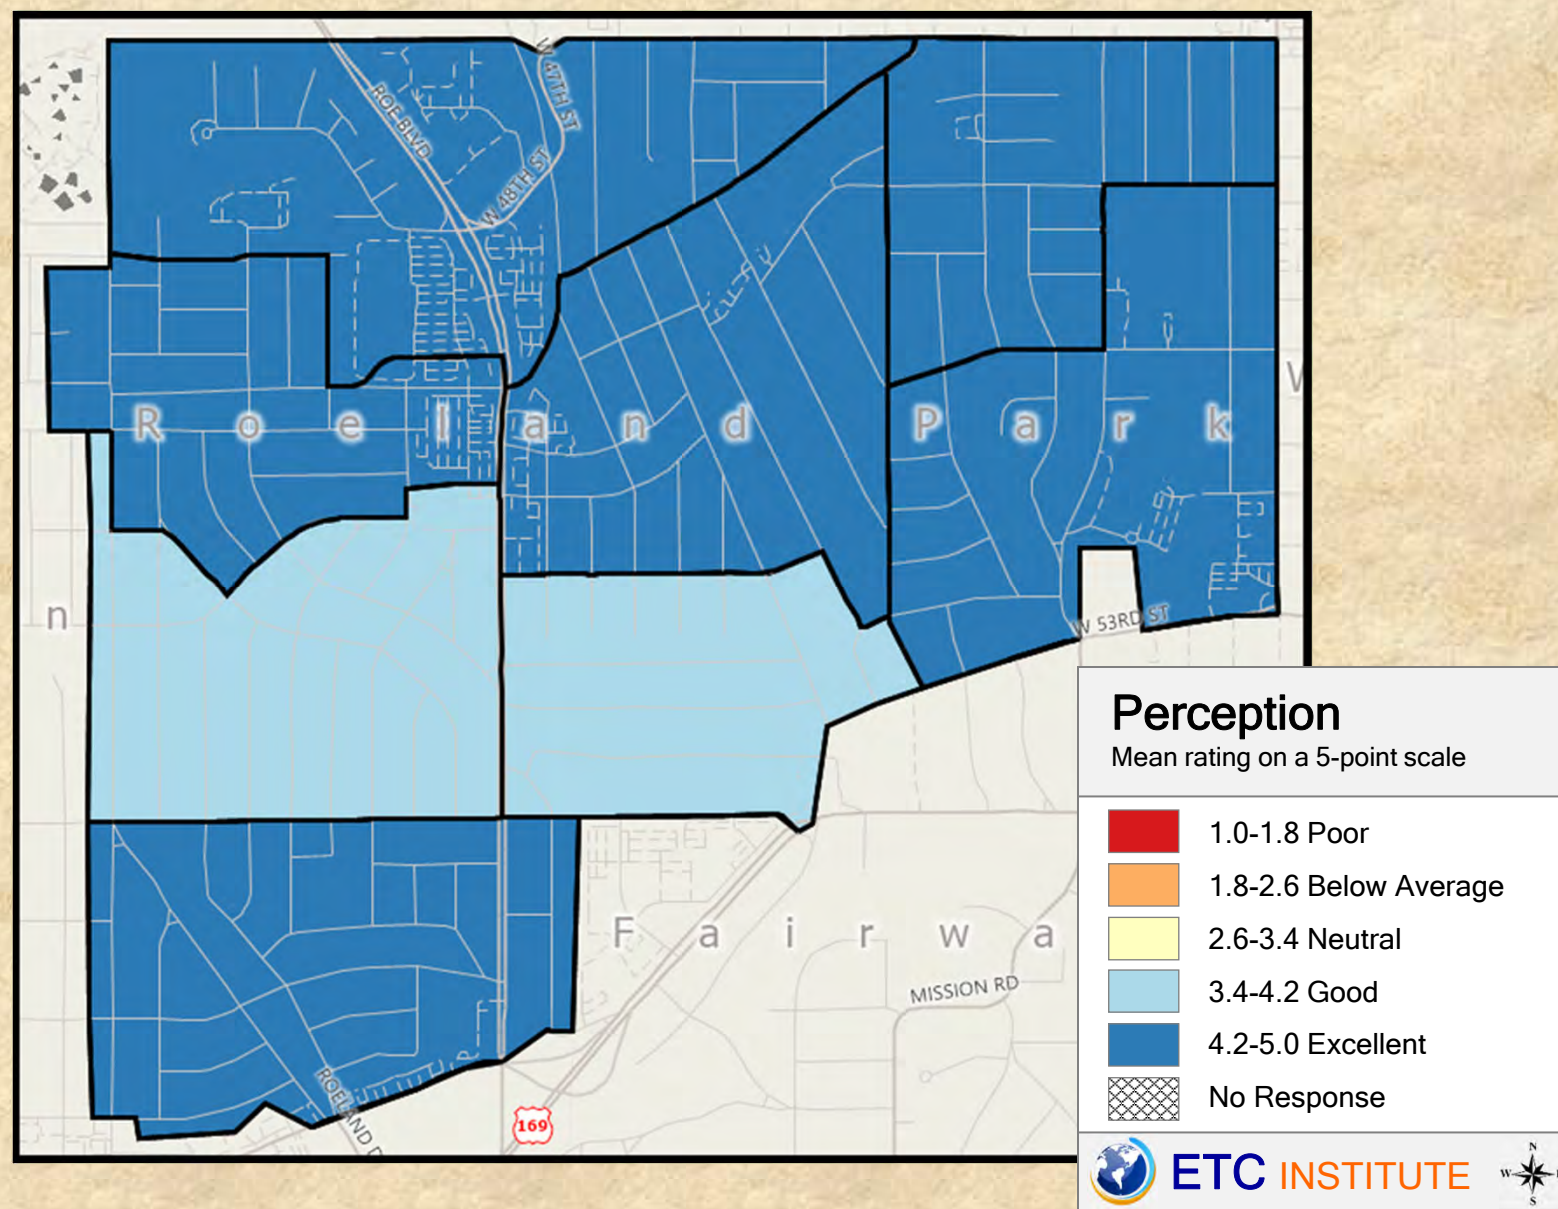 W 47TH ST
ROE BLVD
W 48TH ST
W
R o e l a n d P a r k
n
W 53RD ST
F a i r w a
MISSION RD
ROELAND D
169
Perception
Mean rating on a 5-point scale
1.0-1.8 Poor
1.8-2.6 Below Average
2.6-3.4 Neutral
3.4-4.2 Good
4.2-5.0 Excellent
No Response
ETC INSTITUTE
N
W
S